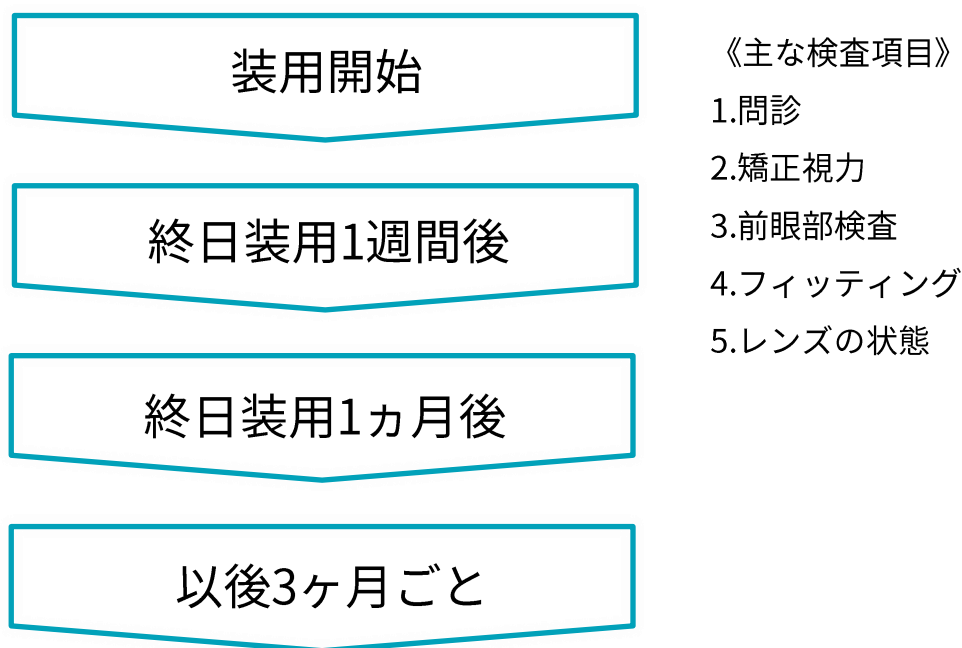 装用開始
終日装用1週間後
終日装用1ヵ月後
以後3ヶ月ごと
《主な検査項目》
1.問診
2.矯正視力
3.前眼部検査
4.フィッティング
5.レンズの状態